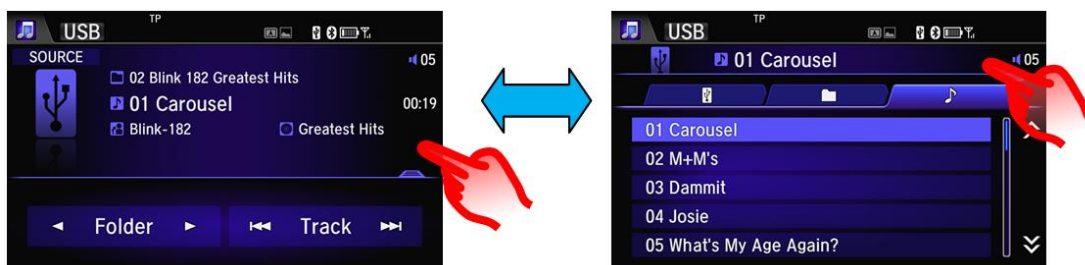 USB
TP
SOURCE
05
02 Blink 182 Greatest Hits
01 Carousel
00:19
Blink-182
Greatest Hits
Folder
Track
USB
TP
01 Carousel
05
01 Carousel
02 M+M's
03 Dammit
04 Josie
05 What's My Age Again?